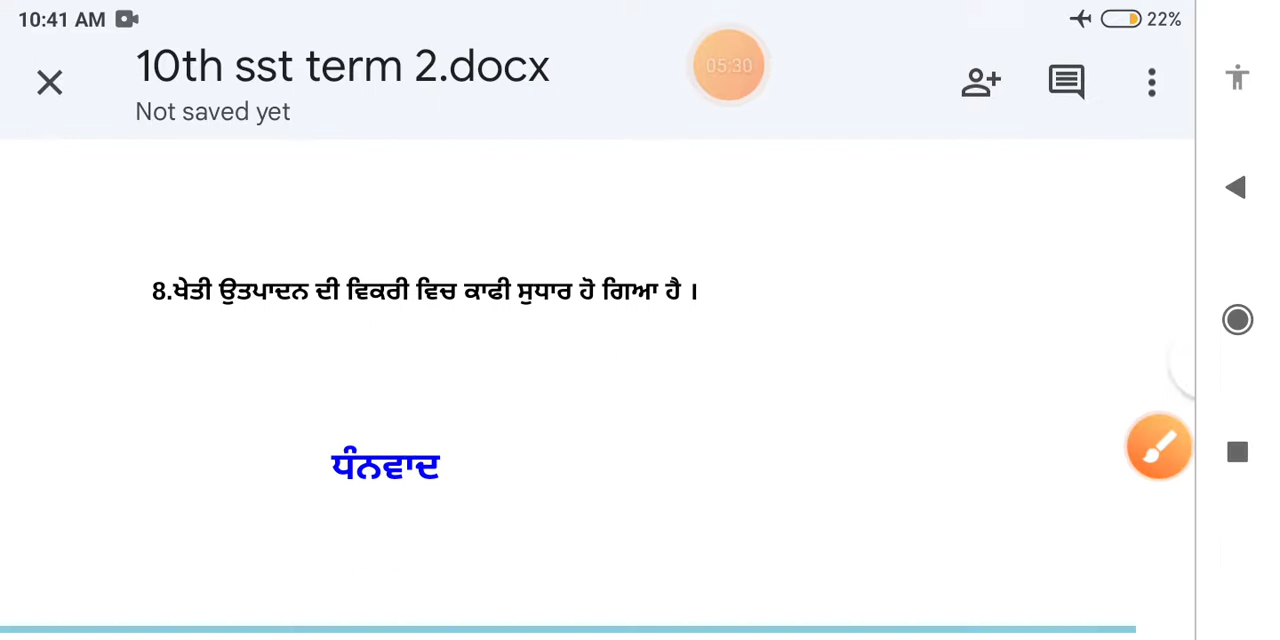 10:41 AM 22%
10th sst term 2.docx
05:30
Not saved yet
8.ਖੇਤੀ ਉਤਪਾਦਨ ਦੀ ਵਿਕਰੀ ਵਿਚ ਕਾਫੀ ਸੁਧਾਰ ਹੋ ਗਿਆ ਹੈ ।
ਧੰਨਵਾਦ